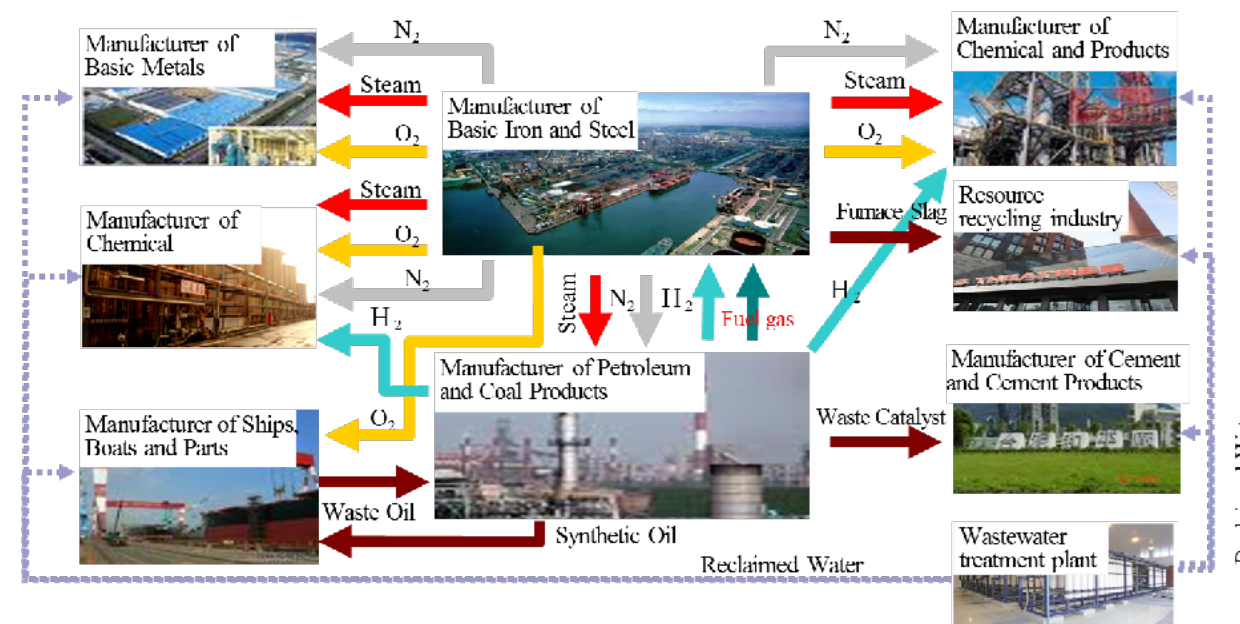 Manufacturer of
Basic Metals
N2
Steam
O2
Manufacturer of
Basic Iron and Steel
N2
Steam
O2
Manufacturer of
Chemical and Products
Manufacturer of
Chemical
Steam
O2
N2
H2
Furnace Slag
Resource
recycling industry
Steam
N2
H2
Fuel gas
H2
Manufacturer of Ships,
Boats and Parts
O2
Manufacturer of Petroleum
and Coal Products
Waste Catalyst
Manufacturer of Cement
and Cement Products
Waste Oil
Synthetic Oil
Reclaimed Water
Wastewater
treatment plant